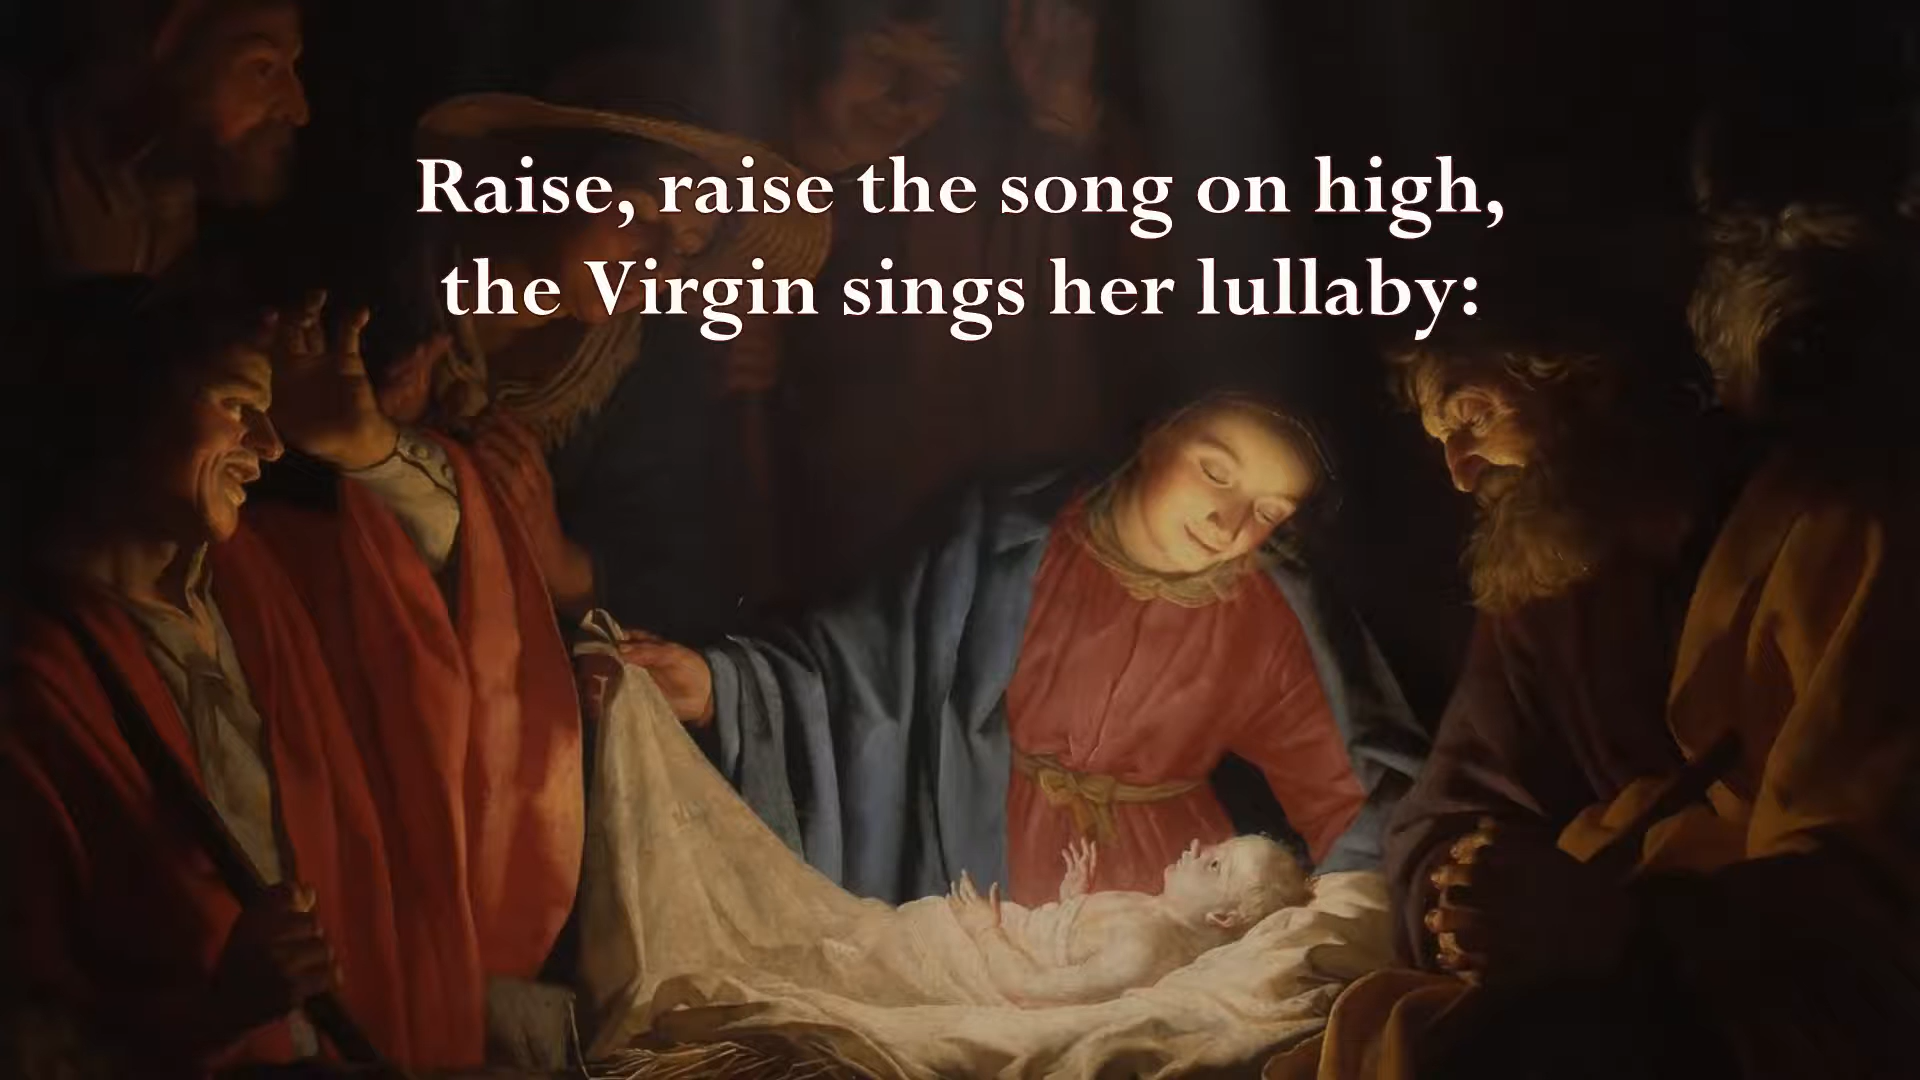 Raise, raise the song on high,
the Virgin sings her lullaby: